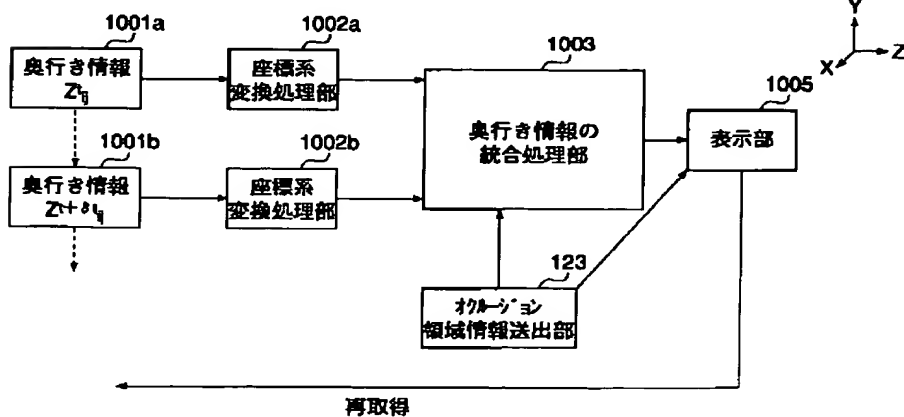 1001a
奥行き情報
Z^t_ij
1002a
座標系
変換処理部
1003
奥行き情報の
統合処理部
1005
表示部
Y
X
Z
1001b
奥行き情報
Z^t+δt_ij
1002b
座標系
変換処理部
123
オクルージョン
領域情報送出部
再取得